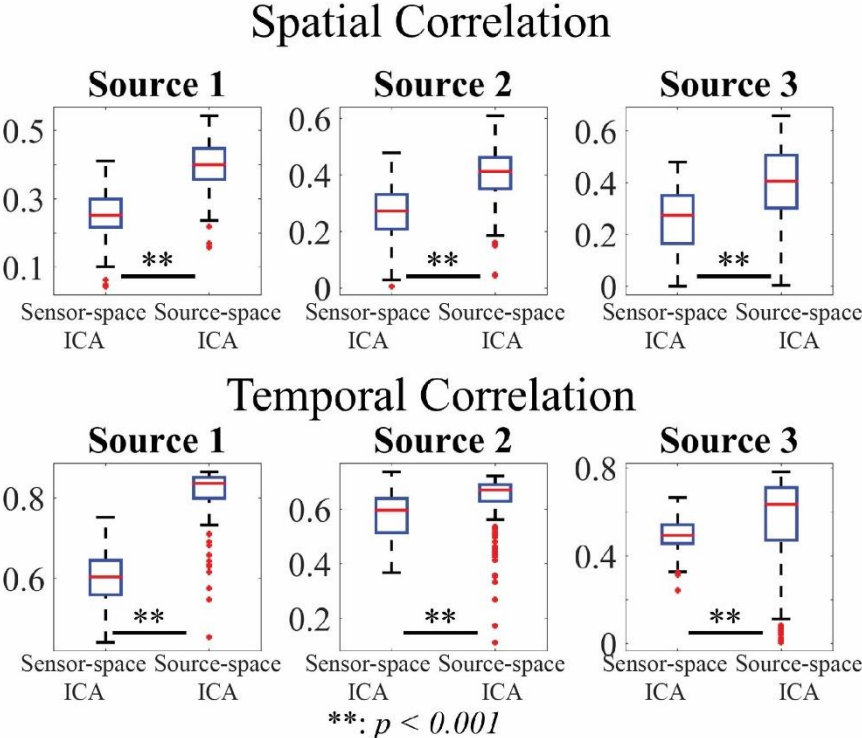 Spatial Correlation
Source 1 Source 2 Source 3
0.5 0.6 0.6
0.3 0.4 0.4
0.1 0.2 0.2
0 0
** ** **
Sensor-space Source-space Sensor-space Source-space Sensor-space Source-space
ICA ICA ICA ICA ICA ICA
Temporal Correlation
Source 1 Source 2 Source 3
0.8 0.6 0.8
0.6 0.4 0.4
0.2 0
** ** **
Sensor-space Source-space Sensor-space Source-space Sensor-space Source-space
ICA ICA ICA ICA ICA ICA
**: p < 0.001